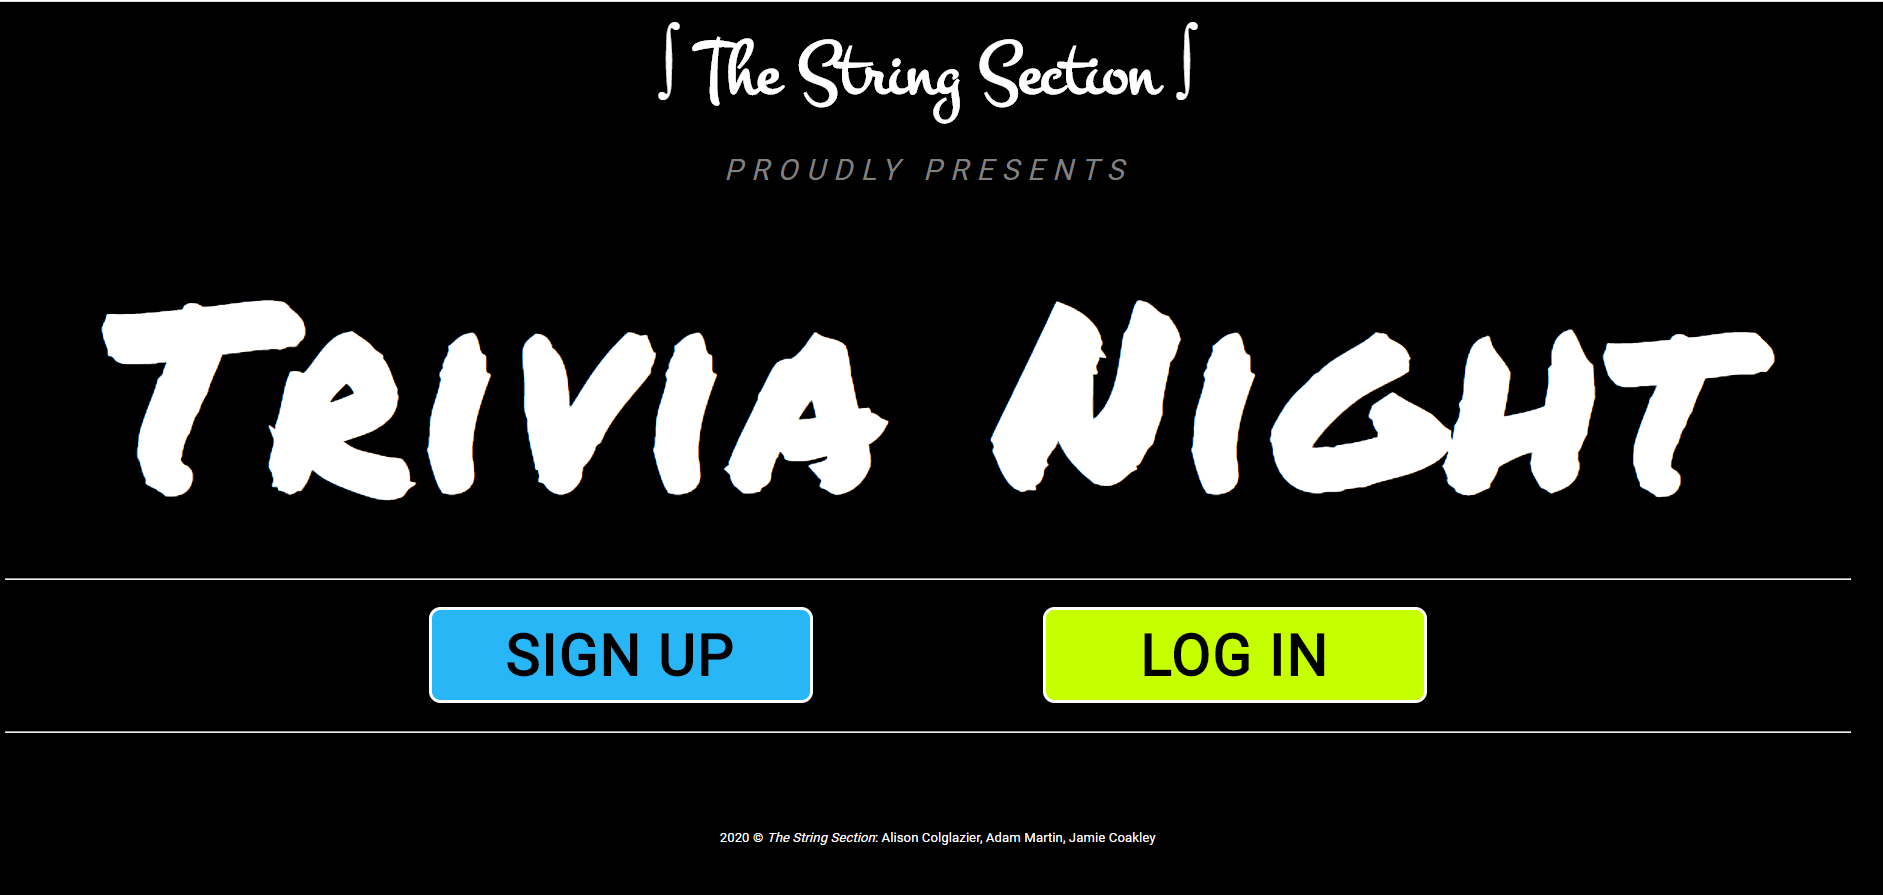 ∫ The String Section ∫
PROUDLY PRESENTS
TRIVIA NIGHT
SIGN UP
LOG IN
2020 © The String Section: Alison Colglazier, Adam Martin, Jamie Coakley